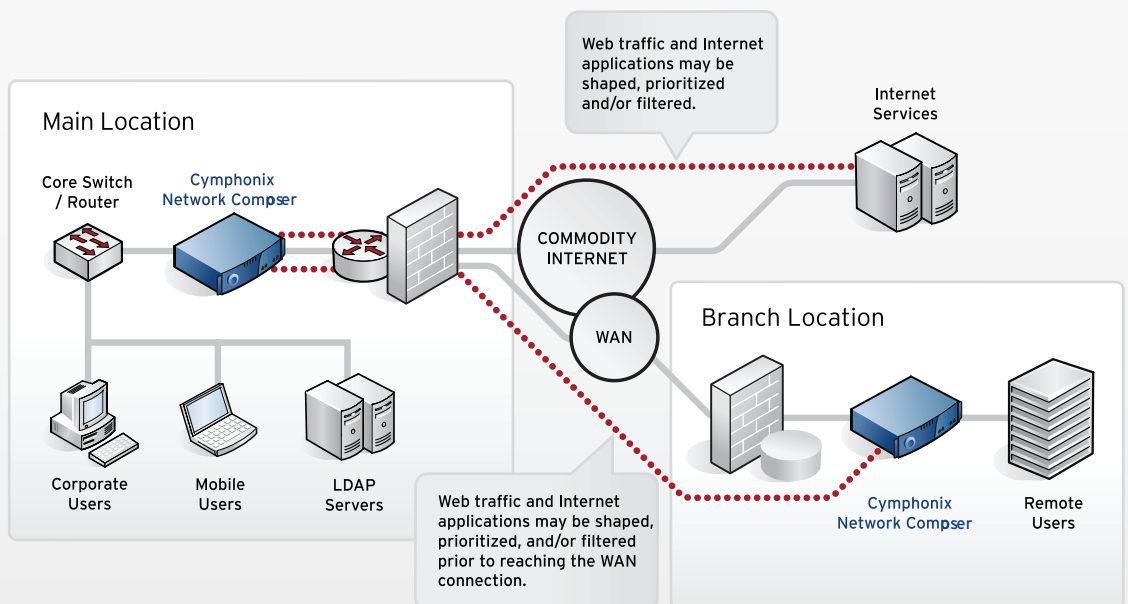 Web traffic and Internet
applications may be
shaped, prioritized
and/or filtered.
Internet
Services
Main Location
Core Switch
/ Router
Cymphonix
Network Compser
COMMODITY
INTERNET
WAN
Branch Location
Corporate
Users
Mobile
Users
LDAP
Servers
Web traffic and Internet
applications may be shaped,
prioritized, and/or filtered
prior to reaching the WAN
connection.
Cymphonix
Network Compser
Remote
Users